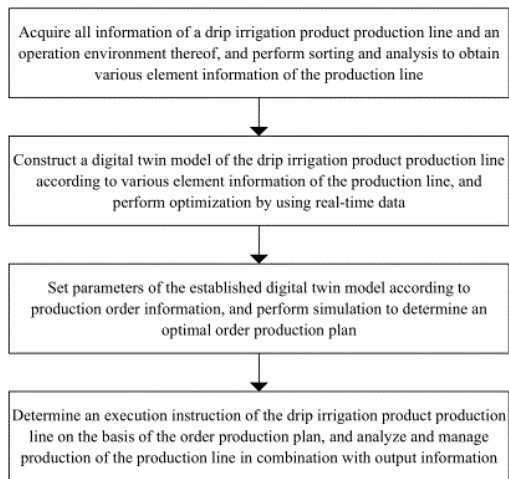 Acquire all information of a drip irrigation product production line and an
operation environment thereof, and perform sorting and analysis to obtain
various element information of the production line
Construct a digital twin model of the drip irrigation product production line
according to various element information of the production line, and
perform optimization by using real-time data
Set parameters of the established digital twin model according to
production order information, and perform simulation to determine an
optimal order production plan
Determine an execution instruction of the drip irrigation product production
line on the basis of the order production plan, and analyze and manage
production of the production line in combination with output information